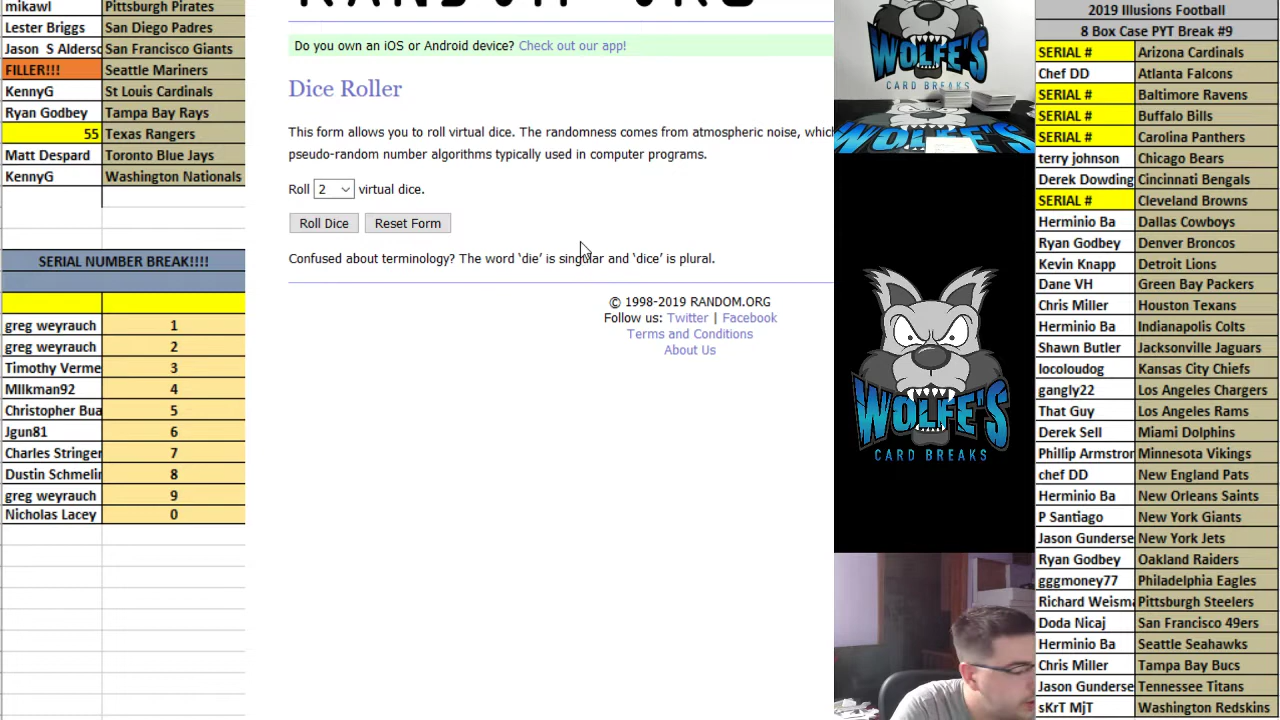 mikawl Pittsburgh Pirates
Lester Briggs San Diego Padres
Jason S Aldersc San Francisco Giants
FILLER!!! Seattle Mariners
KennyG St Louis Cardinals
Ryan Godbey Tampa Bay Rays
55 Texas Rangers
Matt Despard Toronto Blue Jays
KennyG Washington Nationals
SERIAL NUMBER BREAK!!!!
greg weyrauch 1
greg weyrauch 2
Timothy Verme 3
MIlkman92 4
Christopher Bua 5
Jgun81 6
Charles Stringer 7
Dustin Schmelin 8
greg weyrauch 9
Nicholas Lacey 0
RANDOM.ORG
Do you own an iOS or Android device? Check out our app!
Dice Roller
This form allows you to roll virtual dice. The randomness comes from atmospheric noise, whic
pseudo-random number algorithms typically used in computer programs.
Roll 2 virtual dice.
Roll Dice Reset Form
Confused about terminology? The word ‘die’ is singular and ‘dice’ is plural.
© 1998-2019 RANDOM.ORG
Follow us: Twitter | Facebook
Terms and Conditions
About Us
WOLFE'S
CARD BREAKS
WOLFE'S
CARD BREAKS
2019 Illusions Football
8 Box Case PYT Break #9
SERIAL # Arizona Cardinals
Chef DD Atlanta Falcons
SERIAL # Baltimore Ravens
SERIAL # Buffalo Bills
SERIAL # Carolina Panthers
terry johnson Chicago Bears
Derek Dowding Cincinnati Bengals
SERIAL # Cleveland Browns
Herminio Ba Dallas Cowboys
Ryan Godbey Denver Broncos
Kevin Knapp Detroit Lions
Dane VH Green Bay Packers
Chris Miller Houston Texans
Herminio Ba Indianapolis Colts
Shawn Butler Jacksonville Jaguars
locoloudog Kansas City Chiefs
gangly22 Los Angeles Chargers
That Guy Los Angeles Rams
Derek Sell Miami Dolphins
Phillip Armstror Minnesota Vikings
chef DD New England Pats
Herminio Ba New Orleans Saints
P Santiago New York Giants
Jason Gunderse New York Jets
Ryan Godbey Oakland Raiders
gggmoney77 Philadelphia Eagles
Richard Weisma Pittsburgh Steelers
Doda Nicaj San Francisco 49ers
Herminio Ba Seattle Seahawks
Chris Miller Tampa Bay Bucs
Jason Gunderse Tennessee Titans
sKrT MjT Washington Redskins